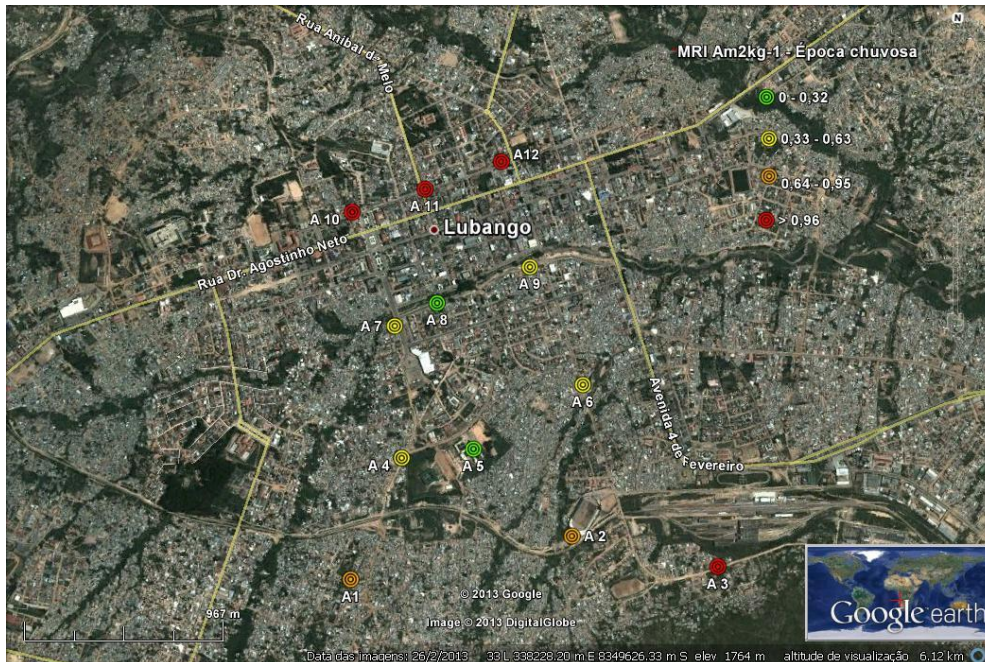 N
Rua Anibal d. Melo
MRI Am2kg-1 - Época chuvosa
0 - 0,32
0,33 - 0,63
0,64 - 0,95
> 0,96
A12
A 11
A 10
Lubango
Rua Dr. Agostinho Neto
A 9
A 8
A 7
A 6
Avenida 4 de Fevereiro
A 4
A 5
A 2
A 3
A1
© 2013 Google
Image © 2013 DigitalGlobe
967 m
Google earth
Data das imagens: 26/2/2013 33 L 338228.20 m E 8349626.33 m S elev 1764 m altitude de visualização 6,12 km